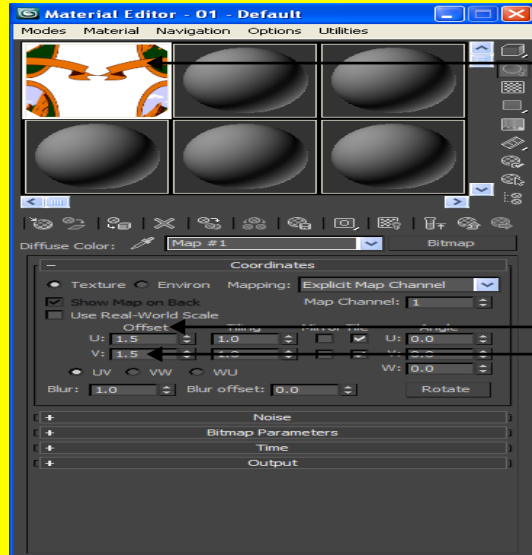 Material Editor - 01 - Default
Modes Material Navigation Options Utilities
Diffuse Color: Map #1 Bitmap
Coordinates
Texture Environ Mapping: Explicit Map Channel
Show Map on Back Map Channel: 1
Use Real-World Scale
Offset Tiling Mirror Tile Angle
U: 1.5 1.0 U: 0.0
V: 1.5 1.0 V: 0.0
UV VW WU W: 0.0
Blur: 1.0 Blur offset: 0.0 Rotate
Noise
Bitmap Parameters
Time
Output